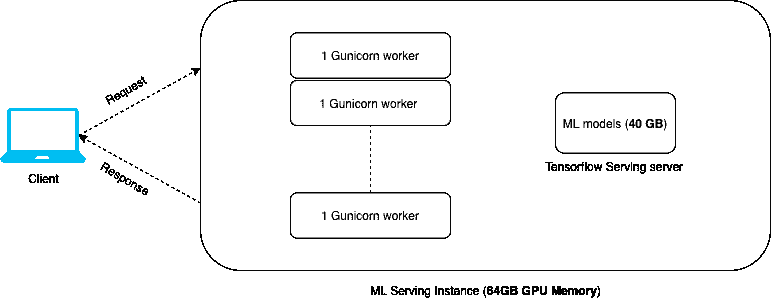 1 Gunicorn worker
Request
1 Gunicorn worker
ML models (40 GB)
Tensorflow Serving server
Client
Response
1 Gunicorn worker
ML Serving Instance (64GB GPU Memory)